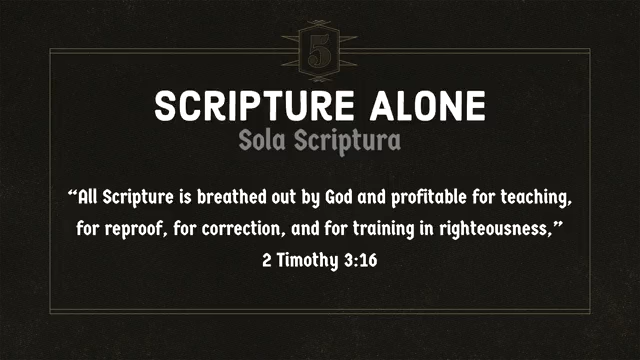 5
SCRIPTURE ALONE
Sola Scriptura
“All Scripture is breathed out by God and profitable for teaching,
for reproof, for correction, and for training in righteousness,”
2 Timothy 3:16